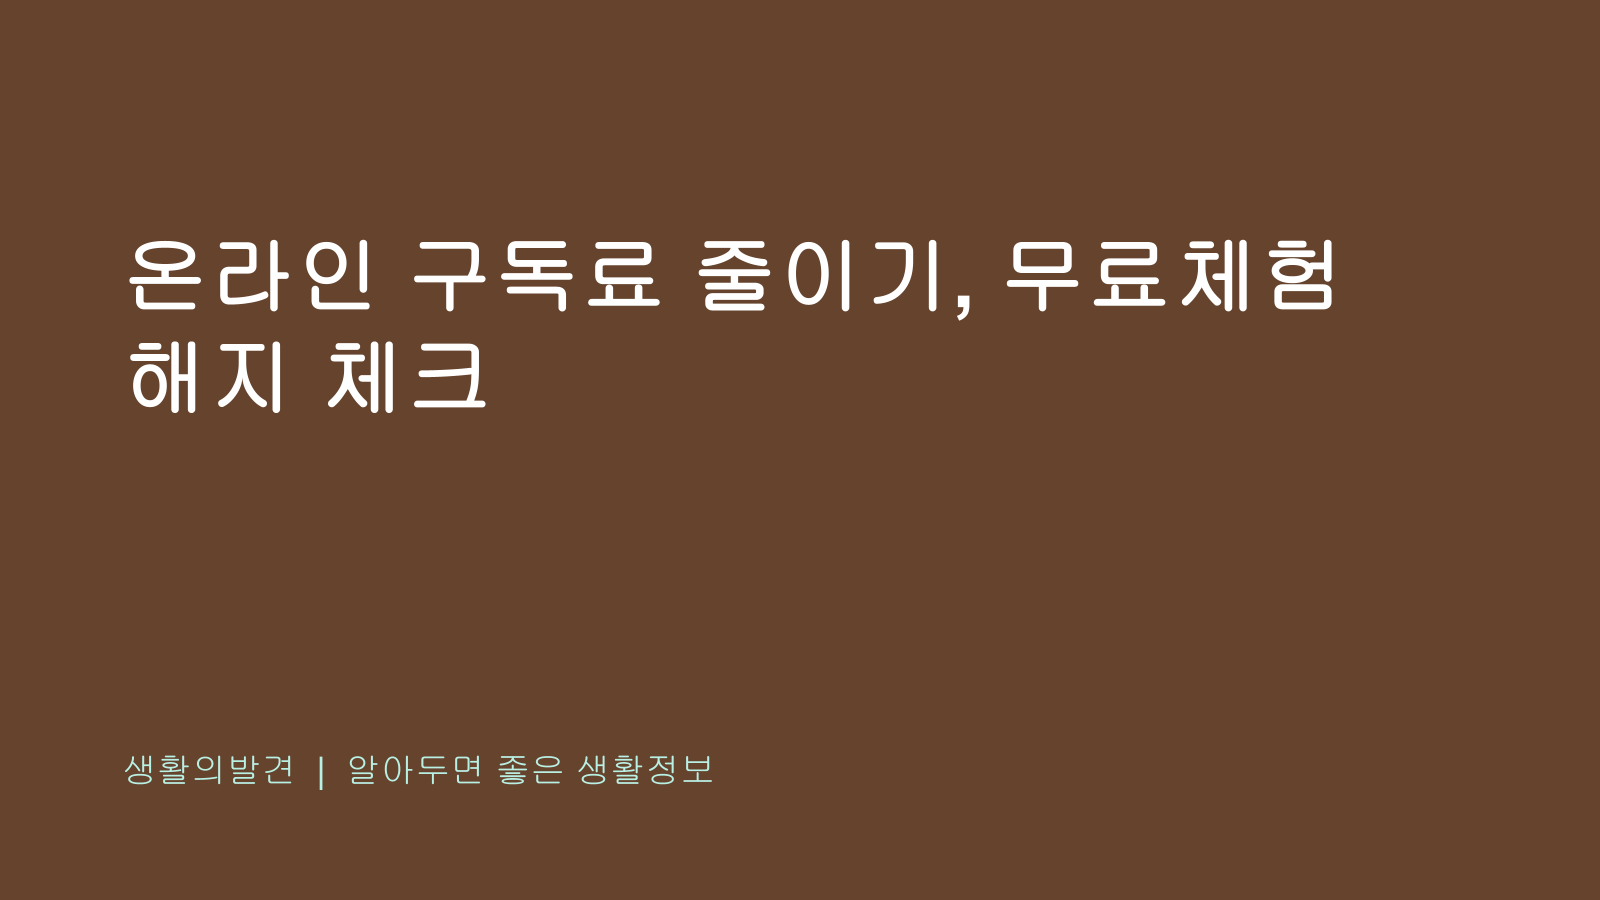 온라인 구독료 줄이기, 무료체험
해지 체크
생활의발견 | 알아두면 좋은 생활정보